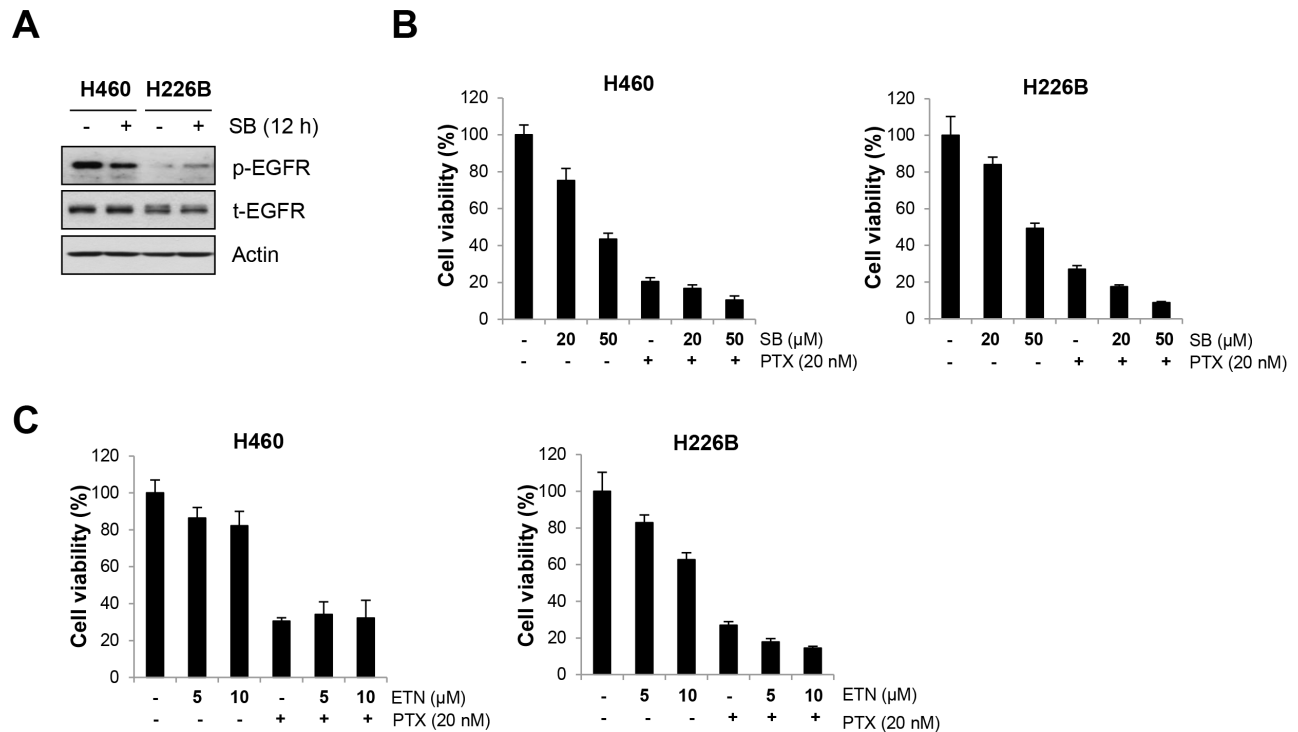 A
H460 H226B
- + - + SB (12 h)
p-EGFR
t-EGFR
Actin
B
H460
Cell viability (%)
120
100
80
60
40
20
0
- 20 50 - 20 50 SB (µM)
- - - + + + PTX (20 nM)
H226B
Cell viability (%)
120
100
80
60
40
20
0
- 20 50 - 20 50 SB (µM)
- - - + + + PTX (20 nM)
C
H460
Cell viability (%)
120
100
80
60
40
20
0
- 5 10 - 5 10 ETN (µM)
- - - + + + PTX (20 nM)
H226B
Cell viability (%)
120
100
80
60
40
20
0
- 5 10 - 5 10 ETN (µM)
- - - + + + PTX (20 nM)